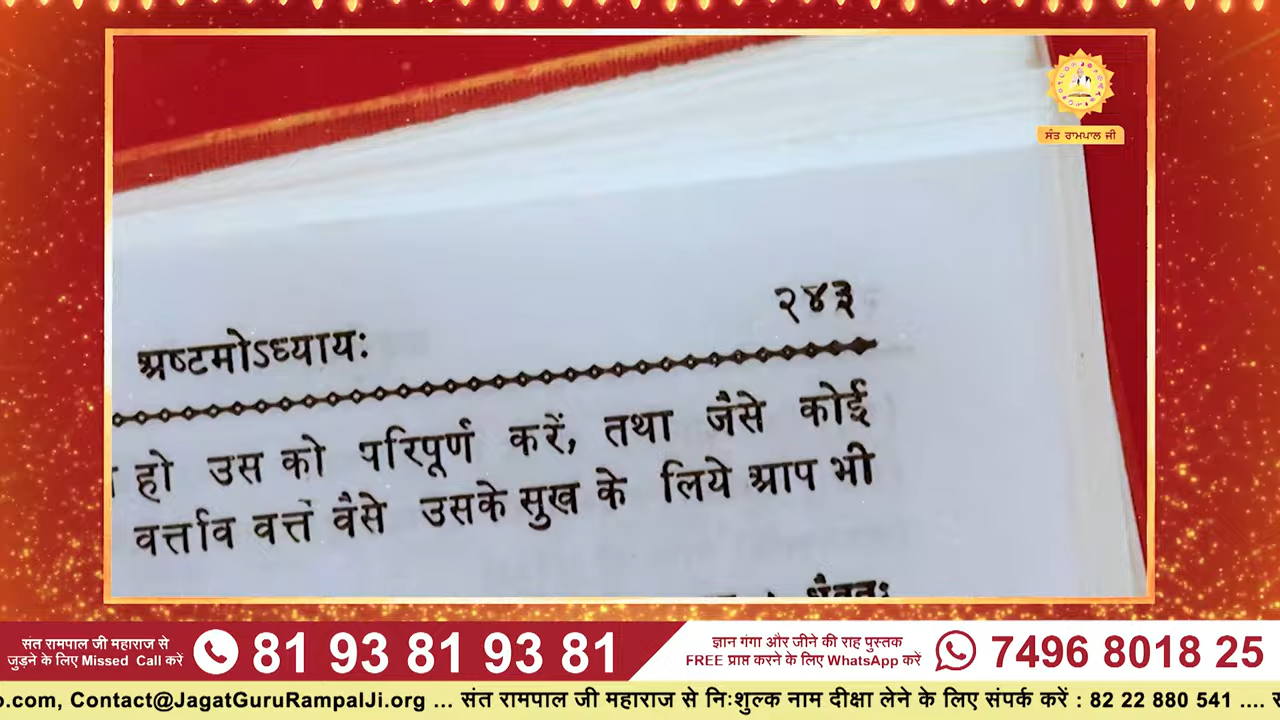 ਸੰਤ ਰਾਮਪਾਲ ਜੀ
२४३
अष्टमोऽध्यायः
हो उस को परिपूर्ण करें, तथा जैसे कोई
वर्त्ताव वर्त्तें वैसे उसके सुख के लिये आप भी
धैवतः
संत रामपाल जी महाराज से
जुड़ने के लिए Missed Call करें
81 93 81 93 81
ज्ञान गंगा और जीने की राह पुस्तक
FREE प्राप्त करने के लिए WhatsApp करें
7496 8018 25
o.com, Contact@JagatGuruRampalJi.org ... संत रामपाल जी महाराज से निःशुल्क नाम दीक्षा लेने के लिए संपर्क करें : 82 22 880 541 ....